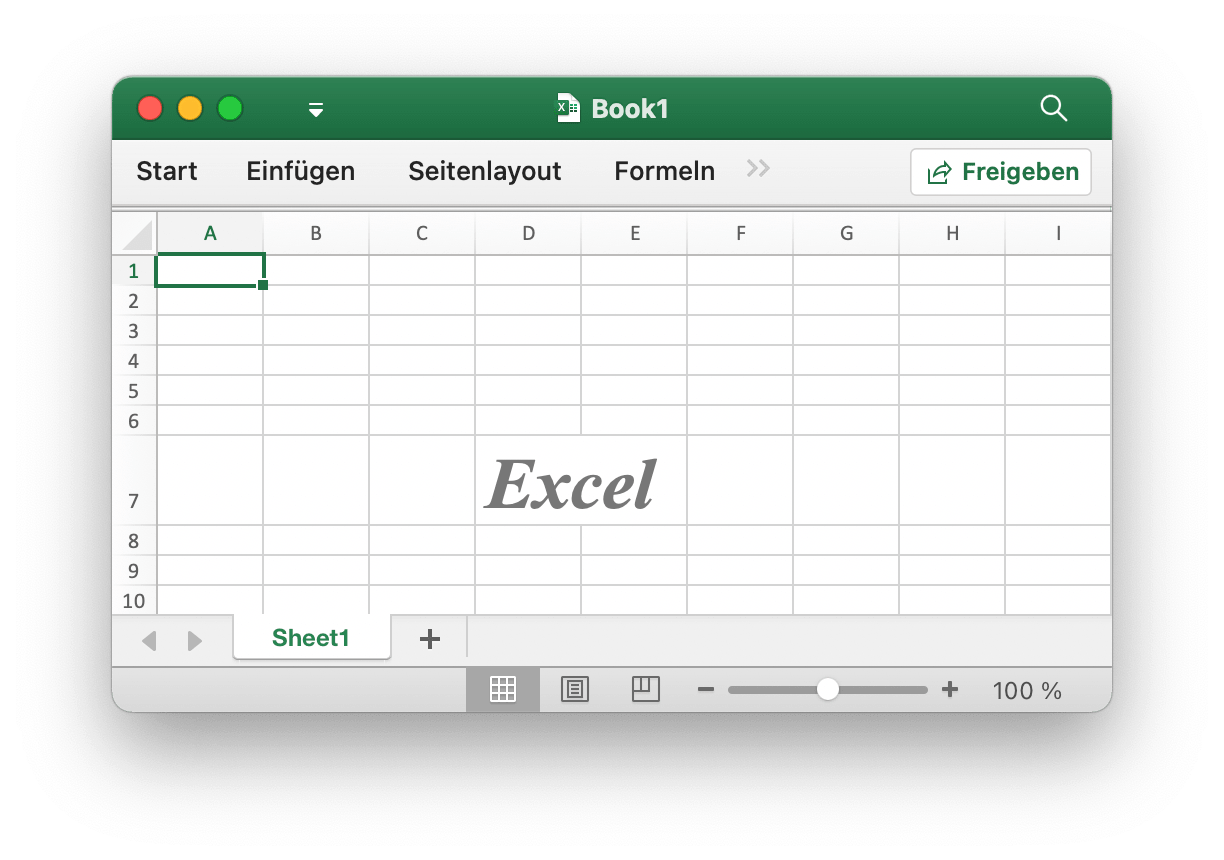 Book1
Start Einfügen Seitenlayout Formeln Freigeben
A B C D E F G H I
1
2
3
4
5
6
7 Excel
8
9
10
Sheet1
100 %